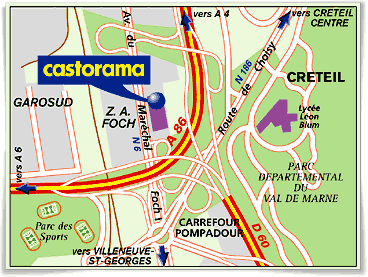 vers A 4
vers CRETEIL
CENTRE
Av. du
castorama
N 186
Route de Choisy
CRETEIL
GAROSUD
Z. A.
FOCH
Maréchal
N 6
A 86
Lycée
Léon
Blum
vers A 6
PARC
DEPARTEMENTAL
DU
VAL DE MARNE
Foch
Parc des
Sports
CARREFOUR
POMPADOUR
D 60
vers VILLENEUVE-
ST-GEORGES